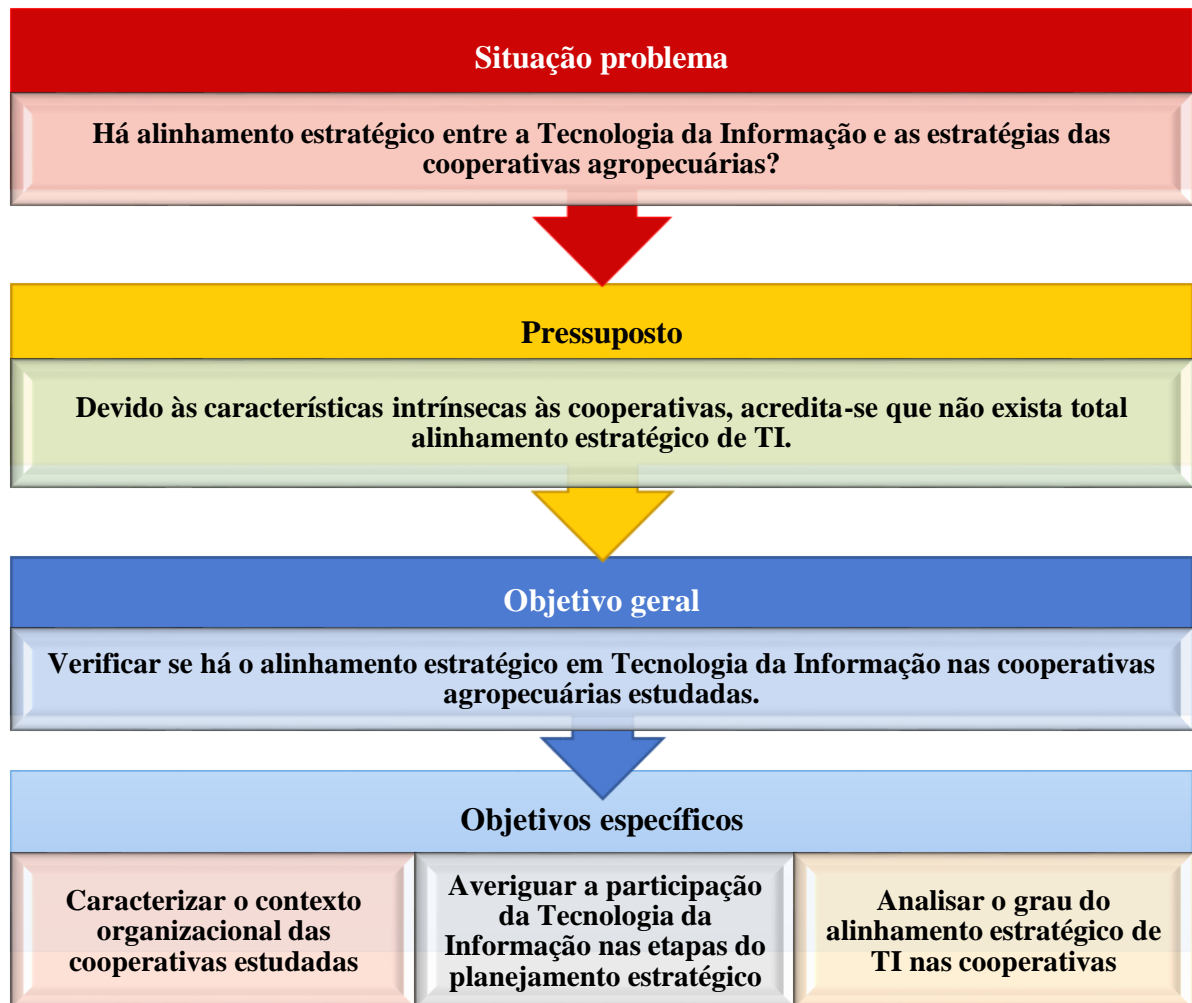 Situação problema
Há alinhamento estratégico entre a Tecnologia da Informação e as estratégias das
cooperativas agropecuárias?
Pressuposto
Devido às características intrínsecas às cooperativas, acredita-se que não exista total
alinhamento estratégico de TI.
Objetivo geral
Verificar se há o alinhamento estratégico em Tecnologia da Informação nas cooperativas
agropecuárias estudadas.
Objetivos específicos
Caracterizar o contexto
organizacional das
cooperativas estudadas
Averiguar a participação
da Tecnologia da
Informação nas etapas do
planejamento estratégico
Analisar o grau do
alinhamento estratégico de
TI nas cooperativas